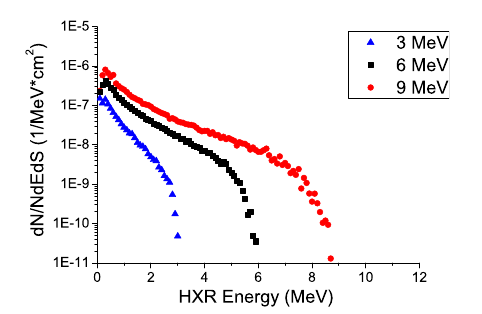 1E-5
1E-6
1E-7
1E-8
1E-9
1E-10
1E-11
dN/NdEdS (1/MeV*cm²)
0 2 4 6 8 10 12
HXR Energy (MeV)
3 MeV
6 MeV
9 MeV